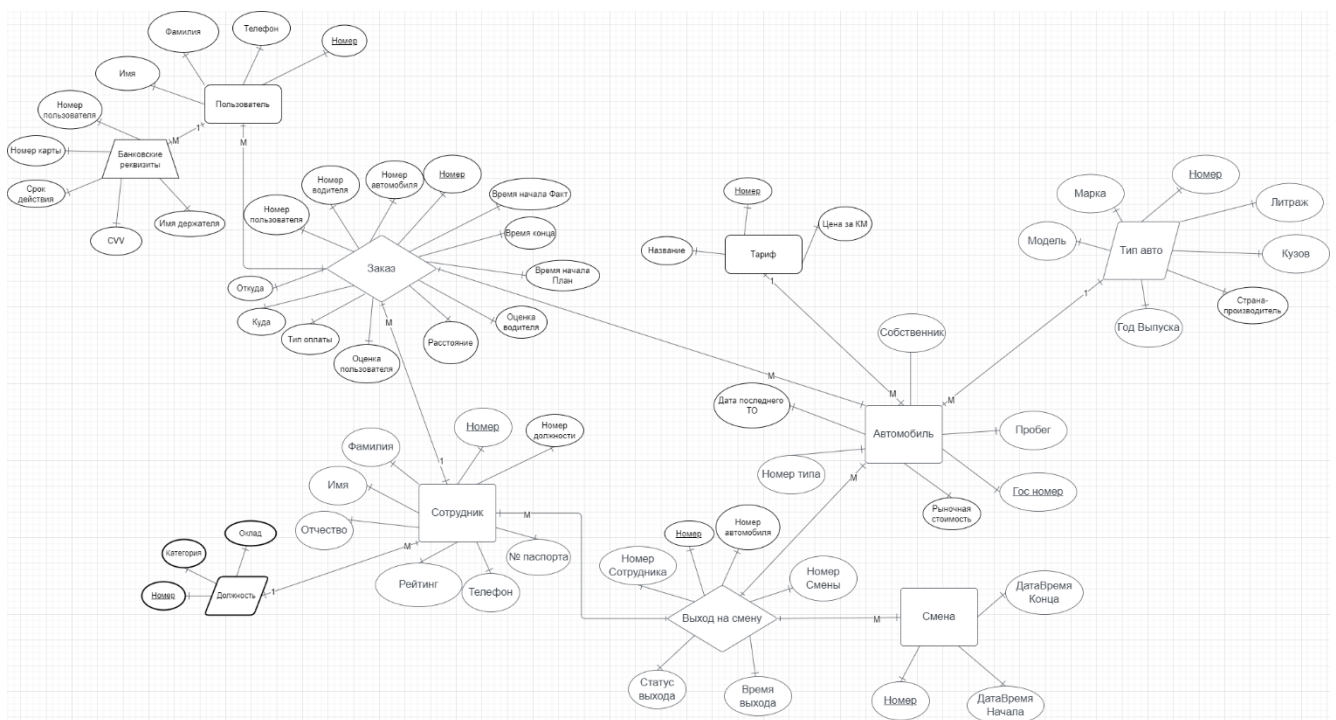 Фамилия
Телефон
Номер
Имя
Пользователь
Номер
пользователя
1
М
М
Номер карты
Банковские
реквизиты
Срок
действия
CVV
Имя держателя
Номер
водителя
Номер
автомобиля
Номер
Номер
пользователя
Время начала Факт
Время конца
Время начала
План
Заказ
Откуда
Куда
Тип оплаты
Оценка
пользователя
Расстояние
Оценка
водителя
М
М
1
Номер
Название
Цена за КМ
Тариф
1
М
Марка
Номер
Литраж
Модель
Тип авто
Кузов
Страна-
производитель
Год Выпуска
1
М
Собственник
Дата последнего
ТО
Автомобиль
Пробег
Номер типа
Гос номер
Рыночная
стоимость
М
Фамилия
Номер
Номер
должности
Имя
Сотрудник
М
Отчество
№ паспорта
Рейтинг
Телефон
М
1
Оклад
Категория
Номер
Должность
Номер
Номер
автомобиля
Номер
Сотрудника
Номер
Смены
Выход на смену
Статус
выхода
Время
выхода
М
Смена
ДатаВремя
Конца
Номер
ДатаВремя
Начала